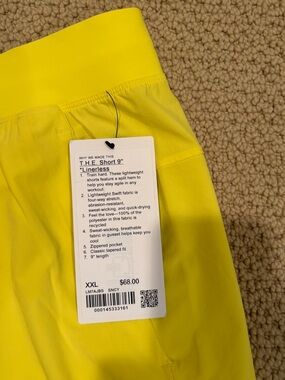 WHY WE MADE THIS
T.H.E. Short 9"
*Linerless
1. Train hard. These lightweight
shorts feature a split hem to
help you stay agile in any
workout
2. Lightweight Swift fabric is
four-way stretch,
abrasion-resistant,
sweat-wicking, and quick-drying
3. Feel the love—100% of the
polyester in this fabric is
recycled
4. Sweat-wicking, breathable
fabric in gusset helps keep you
cool
5. Zippered pocket
6. Classic tapered fit
7. 9" length
XXL $68.00
LM7AJBS SNCY
000145333161